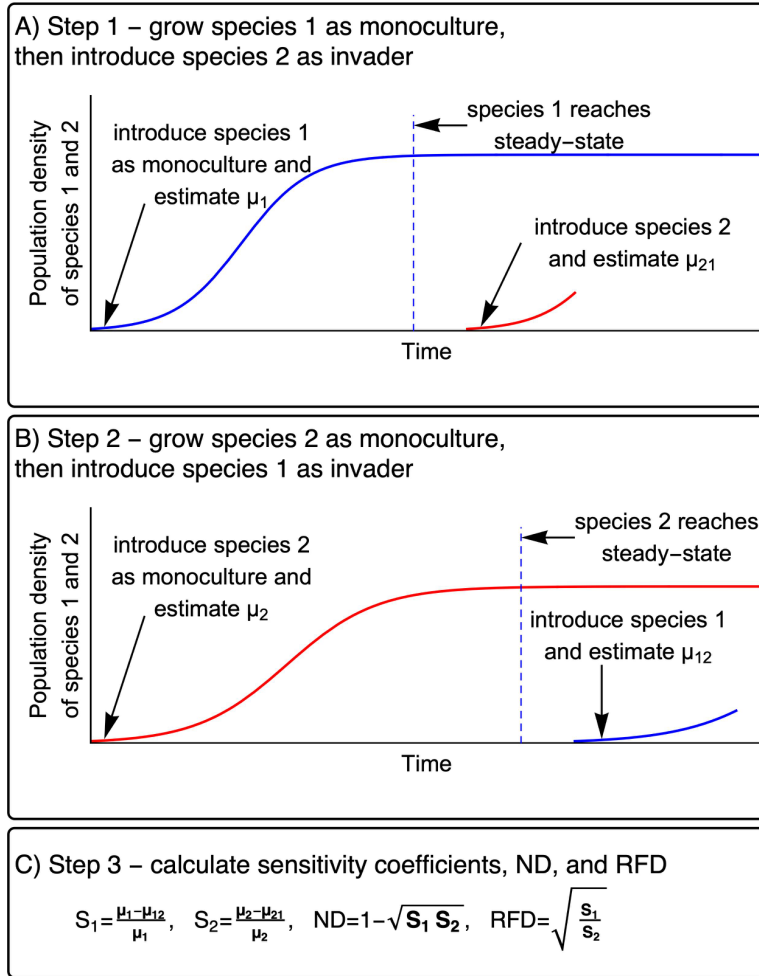 A) Step 1 – grow species 1 as monoculture,
then introduce species 2 as invader
Population density
of species 1 and 2
introduce species 1
as monoculture and
estimate μ₁
species 1 reaches
steady–state
introduce species 2
and estimate μ₂₁
Time
B) Step 2 – grow species 2 as monoculture,
then introduce species 1 as invader
Population density
of species 1 and 2
introduce species 2
as monoculture and
estimate μ₂
species 2 reaches
steady–state
introduce species 1
and estimate μ₁₂
Time
C) Step 3 – calculate sensitivity coefficients, ND, and RFD
S₁=(μ₁–μ₁₂)/μ₁, S₂=(μ₂–μ₂₁)/μ₂, ND=1–√(S₁ S₂), RFD=√(S₁/S₂)